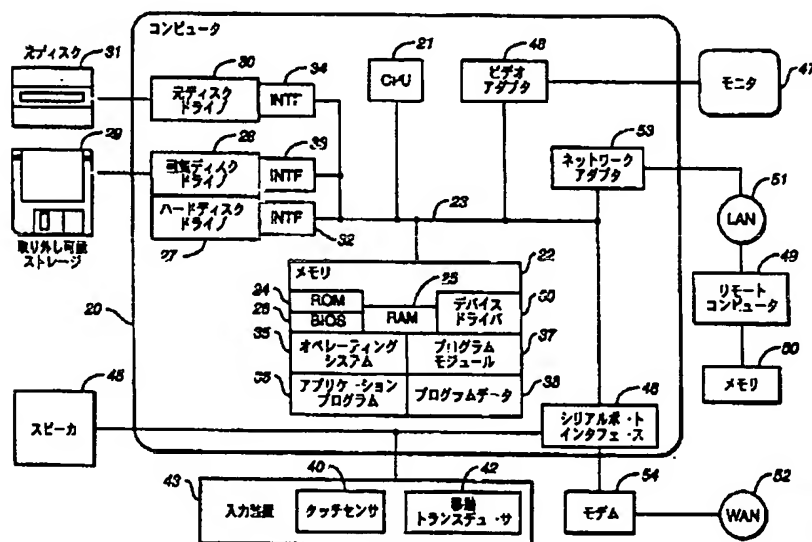 コンピュータ
元ディスク
31
30
元ディスク
ドライブ
34
INTF
21
CPU
48
ビデオ
アダプタ
モニタ
47
29
28
磁気ディスク
ドライブ
33
INTF
53
ネットワーク
アダプタ
51
LAN
ハードディスク
ドライブ
INTF
23
27
32
取り外し可能
ストレージ
メモリ
22
24
ROM
25
デバイス
ドライバ
26
BIOS
RAM
49
リモート
コンピュータ
20
35
オペレーティング
システム
プログラム
モジュール
37
アプリケーション
プログラム
プログラムデータ
38
メモリ
45
スピーカ
シリアルポート
インタフェース
43
40
42
54
52
入力装置
タッチセンサ
移動
トランスデューサ
モデム
WAN